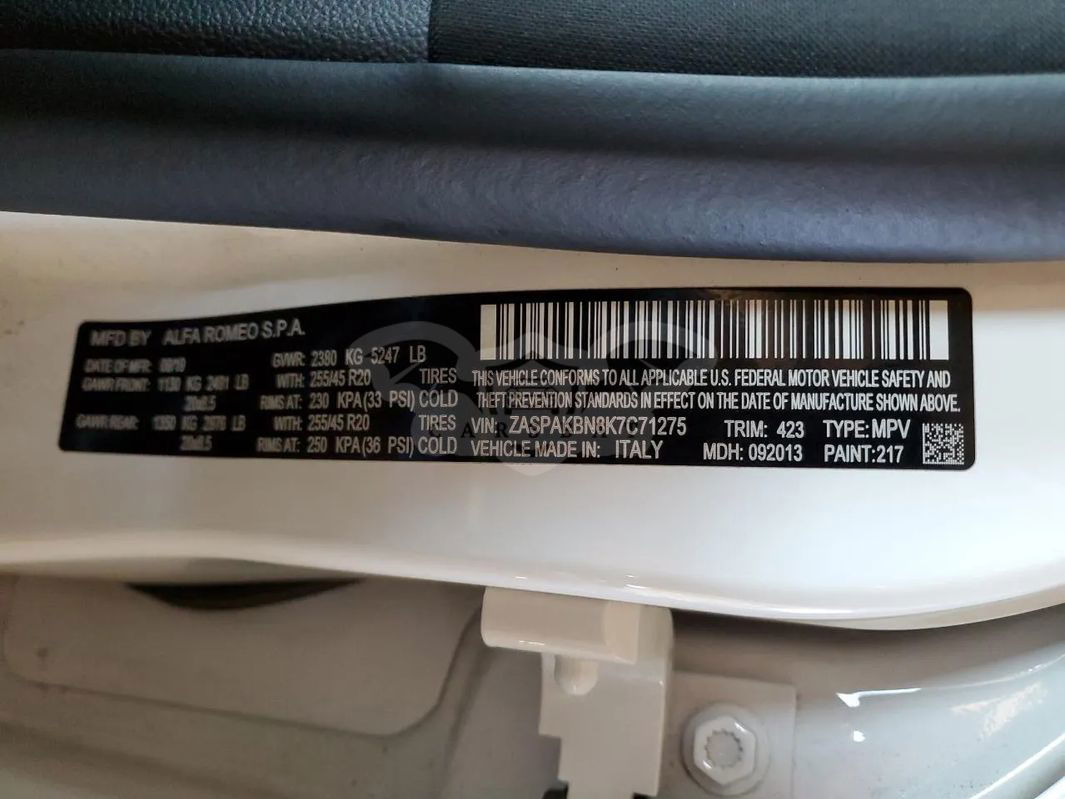 MFD BY ALFA ROMEO S.P.A.
DATE OF MFR:
GVWR: 2380 KG 5247 LB
GAWR FRONT: 1130 KG 2491 LB
WITH: 255/45 R20 TIRES
20x8.5 RIMS AT: 230 KPA (33 PSI) COLD
GAWR REAR: 1350 KG 2976 LB
WITH: 255/45 R20 TIRES
20x8.5 RIMS AT: 250 KPA (36 PSI) COLD
THIS VEHICLE CONFORMS TO ALL APPLICABLE U.S. FEDERAL MOTOR VEHICLE SAFETY AND
THEFT PREVENTION STANDARDS IN EFFECT ON THE DATE OF MANUFACTURE SHOWN ABOVE.
VIN: ZASPAKBN8K7C71275 TRIM: 423 TYPE: MPV
VEHICLE MADE IN: ITALY MDH: 092013 PAINT:217